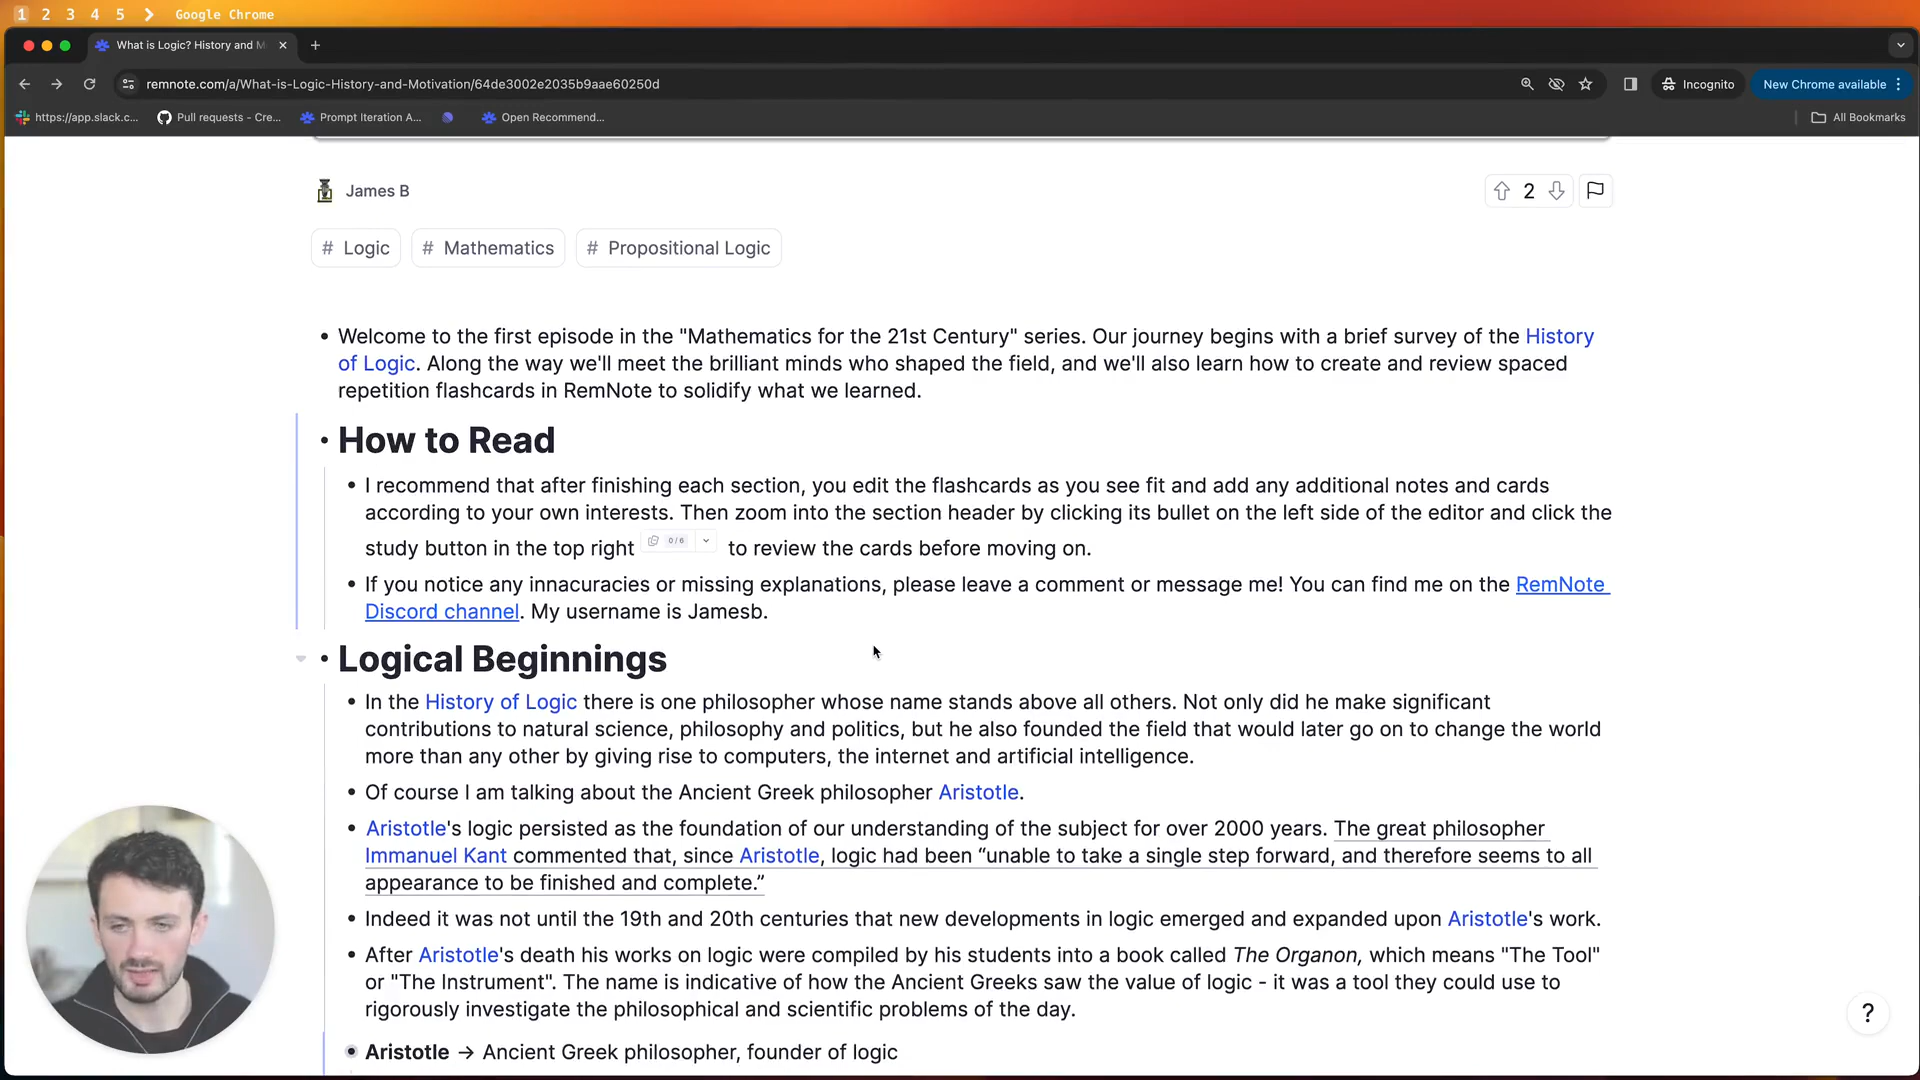 1 2 3 4 5 Google Chrome
What is Logic? History and M
remnote.com/a/What-is-Logic-History-and-Motivation/64de3002e2035b9aae60250d
Incognito
New Chrome available
https://app.slack.c...
Pull requests - Cre...
Prompt Iteration A...
Open Recommend...
All Bookmarks
James B
2
# Logic
# Mathematics
# Propositional Logic
• Welcome to the first episode in the "Mathematics for the 21st Century" series. Our journey begins with a brief survey of the History
of Logic. Along the way we'll meet the brilliant minds who shaped the field, and we'll also learn how to create and review spaced
repetition flashcards in RemNote to solidify what we learned.
• How to Read
• I recommend that after finishing each section, you edit the flashcards as you see fit and add any additional notes and cards
according to your own interests. Then zoom into the section header by clicking its bullet on the left side of the editor and click the
study button in the top right 0/6 to review the cards before moving on.
• If you notice any innacuracies or missing explanations, please leave a comment or message me! You can find me on the RemNote
Discord channel. My username is Jamesb.
• Logical Beginnings
• In the History of Logic there is one philosopher whose name stands above all others. Not only did he make significant
contributions to natural science, philosophy and politics, but he also founded the field that would later go on to change the world
more than any other by giving rise to computers, the internet and artificial intelligence.
• Of course I am talking about the Ancient Greek philosopher Aristotle.
• Aristotle's logic persisted as the foundation of our understanding of the subject for over 2000 years. The great philosopher
Immanuel Kant commented that, since Aristotle, logic had been “unable to take a single step forward, and therefore seems to all
appearance to be finished and complete.”
• Indeed it was not until the 19th and 20th centuries that new developments in logic emerged and expanded upon Aristotle's work.
• After Aristotle's death his works on logic were compiled by his students into a book called The Organon, which means "The Tool"
or "The Instrument". The name is indicative of how the Ancient Greeks saw the value of logic - it was a tool they could use to
rigorously investigate the philosophical and scientific problems of the day.
• Aristotle → Ancient Greek philosopher, founder of logic
?